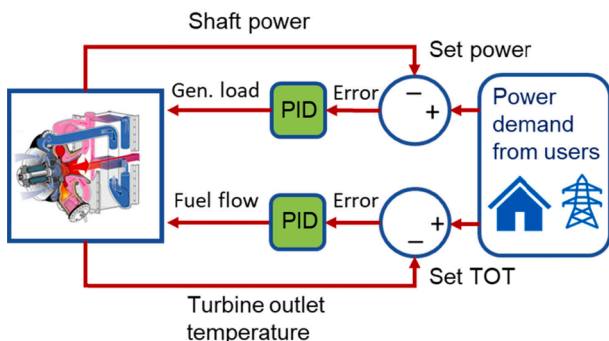 Shaft power
Set power
Gen. load
PID
Error
−
+
Power
demand
from users
Fuel flow
PID
Error
+
−
Set TOT
Turbine outlet
temperature